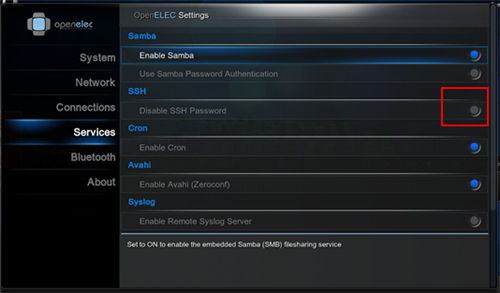 openelec
OpenELEC Settings
System
Network
Connections
Services
Bluetooth
About
Samba
Enable Samba
Use Samba Password Authentication
SSH
Disable SSH Password
Cron
Enable Cron
Avahi
Enable Avahi (Zeroconf)
Syslog
Enable Remote Syslog Server
Set to ON to enable the embedded Samba (SMB) filesharing service